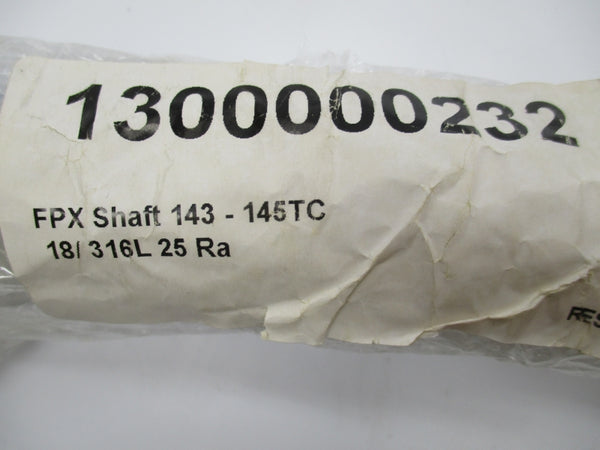 1300000232
FPX Shaft 143 - 145TC
18/ 316L 25 Ra